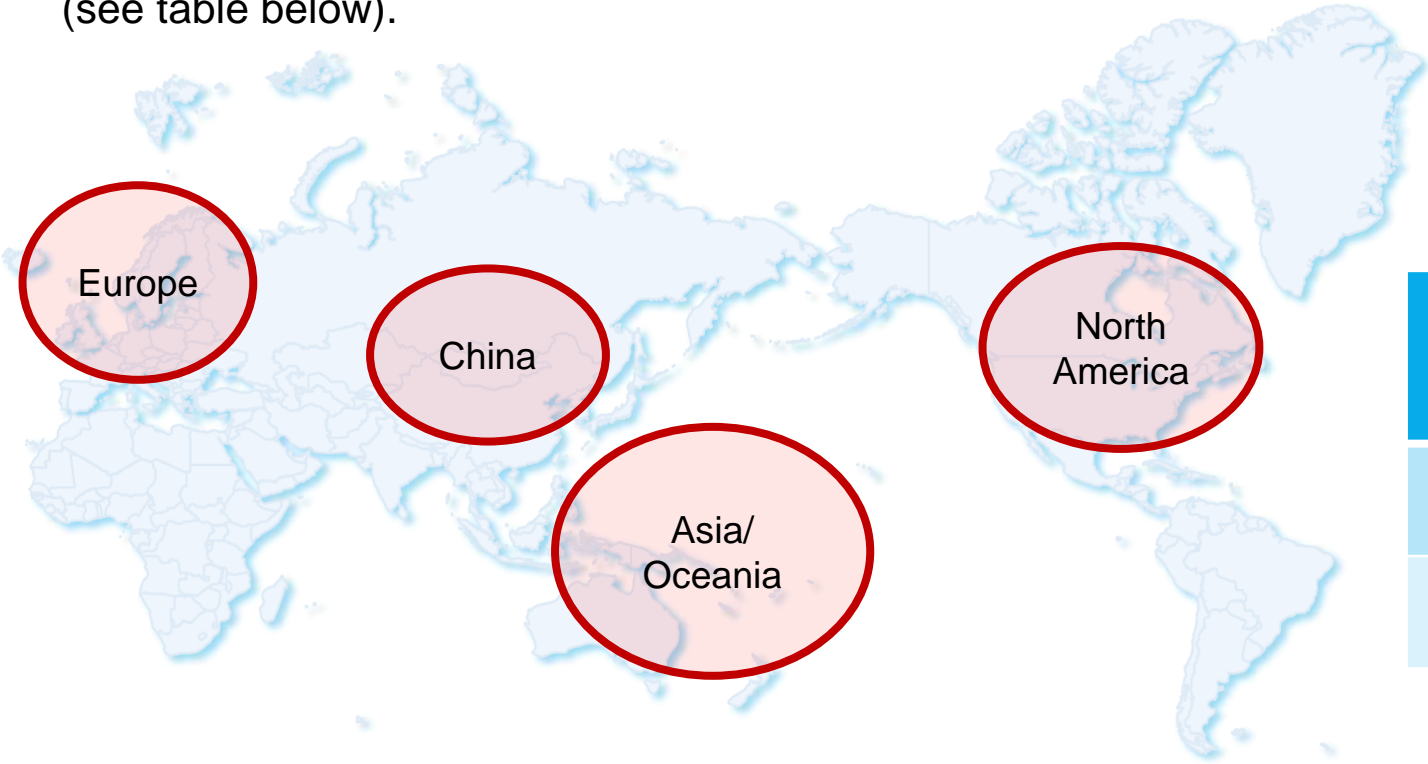 (see table below).
Europe
China
North
America
Asia/
Oceania